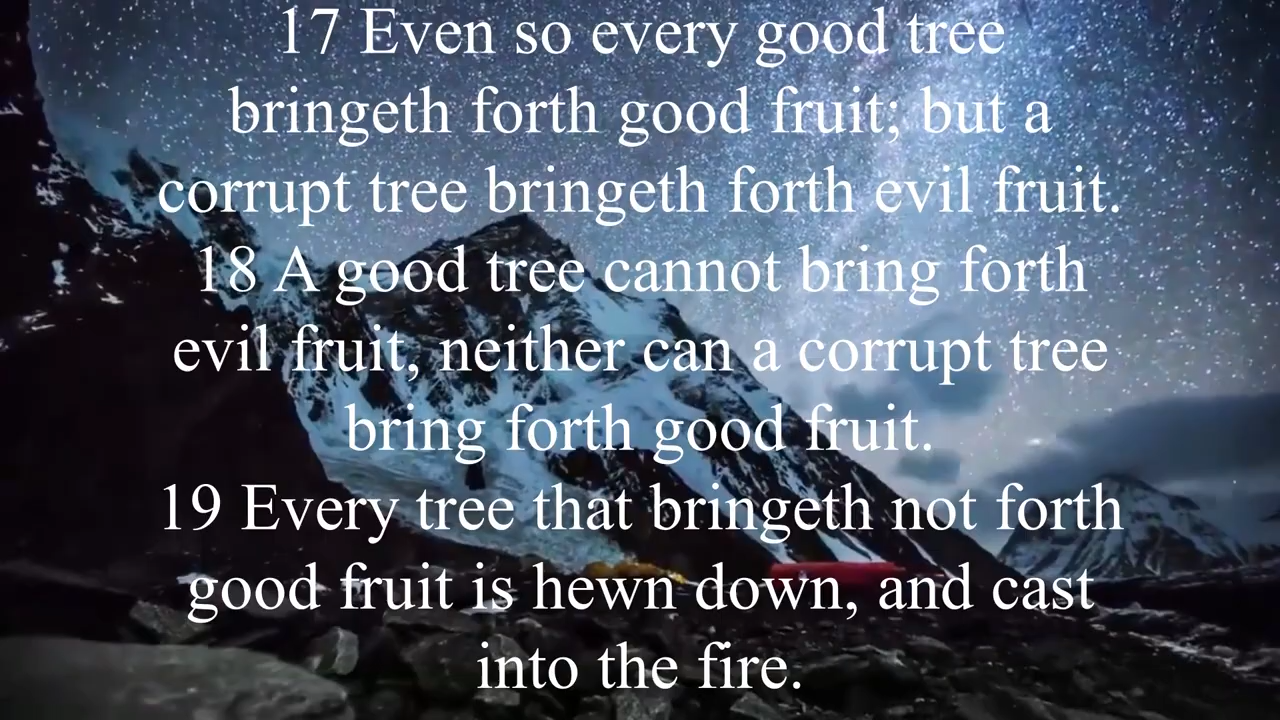 17 Even so every good tree
bringeth forth good fruit; but a
corrupt tree bringeth forth evil fruit.
18 A good tree cannot bring forth
evil fruit, neither can a corrupt tree
bring forth good fruit.
19 Every tree that bringeth not forth
good fruit is hewn down, and cast
into the fire.